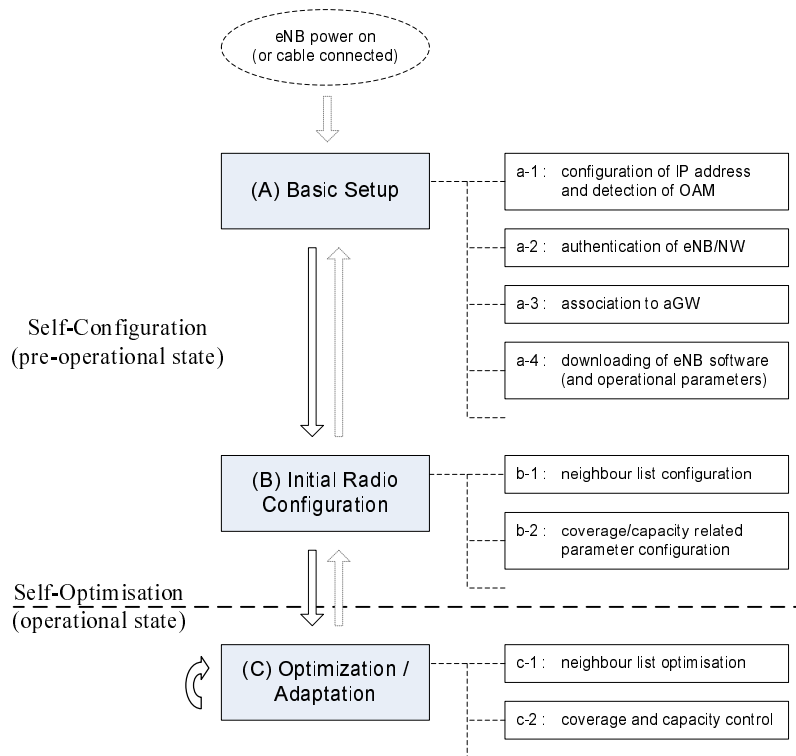 eNB power on
(or cable connected)
(A) Basic Setup
a-1 : configuration of IP address
and detection of OAM
a-2 : authentication of eNB/NW
a-3 : association to aGW
a-4 : downloading of eNB software
(and operational parameters)
Self-Configuration
(pre-operational state)
(B) Initial Radio
Configuration
b-1 : neighbour list configuration
b-2 : coverage/capacity related
parameter configuration
Self-Optimisation
(operational state)
(C) Optimization /
Adaptation
c-1 : neighbour list optimisation
c-2 : coverage and capacity control